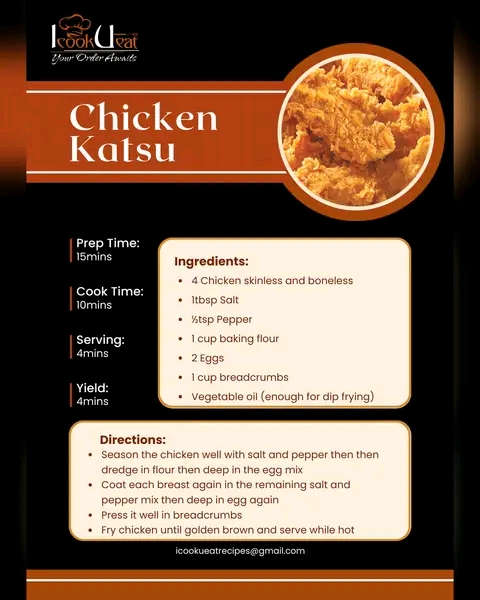 IcookUeat
Your Order Awaits
Chicken
Katsu
Prep Time:
15mins
Cook Time:
10mins
Serving:
4mins
Yield:
4mins
Ingredients:
• 4 Chicken skinless and boneless
• 1tbsp Salt
• ½tsp Pepper
• 1 cup baking flour
• 2 Eggs
• 1 cup breadcrumbs
• Vegetable oil (enough for dip frying)
Directions:
• Season the chicken well with salt and pepper then then
dredge in flour then deep in the egg mix
• Coat each breast again in the remaining salt and
pepper mix then deep in egg again
• Press it well in breadcrumbs
• Fry chicken until golden brown and serve while hot
icookueatrecipes@gmail.com